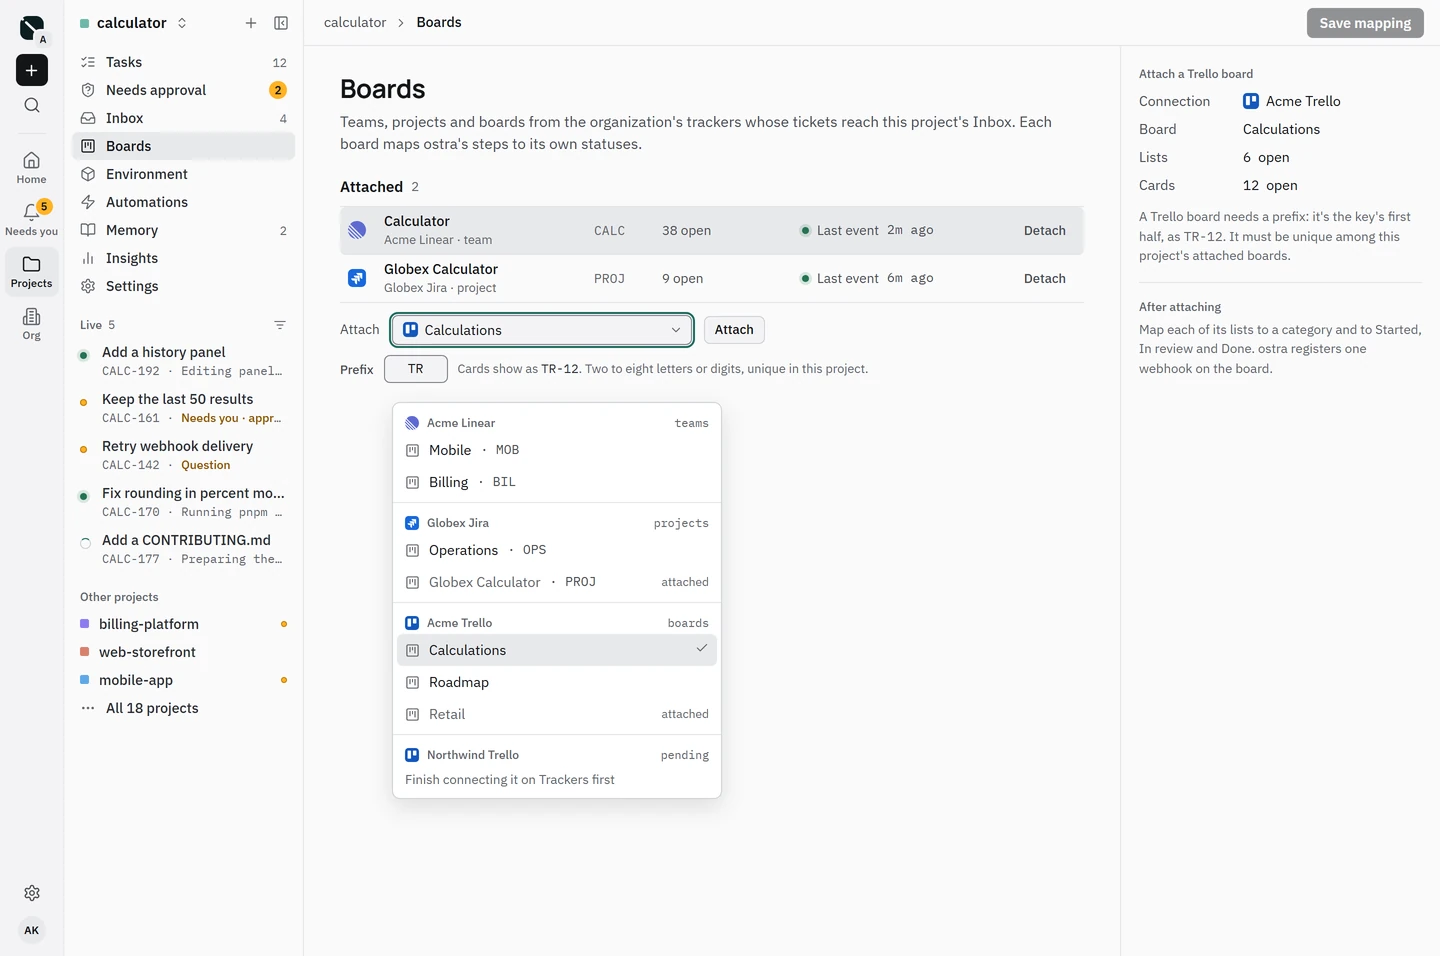 A
Home
5
Needs you
Projects
Org
AK
calculator
Tasks 12
Needs approval 2
Inbox 4
Boards
Environment
Automations
Memory 2
Insights
Settings
Live 5
Add a history panel
CALC-192 · Editing panel…
Keep the last 50 results
CALC-161 · Needs you · appr…
Retry webhook delivery
CALC-142 · Question
Fix rounding in percent mo…
CALC-170 · Running pnpm …
Add a CONTRIBUTING.md
CALC-177 · Preparing the…
Other projects
billing-platform
web-storefront
mobile-app
All 18 projects
calculator > Boards
Save mapping
Boards
Teams, projects and boards from the organization's trackers whose tickets reach this project's Inbox. Each
board maps ostra's steps to its own statuses.
Attached 2
Calculator
Acme Linear · team
CALC 38 open Last event 2m ago Detach
Globex Calculator
Globex Jira · project
PROJ 9 open Last event 6m ago Detach
Attach Calculations Attach
Prefix TR Cards show as TR-12. Two to eight letters or digits, unique in this project.
Acme Linear teams
Mobile · MOB
Billing · BIL
Globex Jira projects
Operations · OPS
Globex Calculator · PROJ attached
Acme Trello boards
Calculations
Roadmap
Retail attached
Northwind Trello pending
Finish connecting it on Trackers first
Attach a Trello board
Connection Acme Trello
Board Calculations
Lists 6 open
Cards 12 open
A Trello board needs a prefix: it's the key's first
half, as TR-12. It must be unique among this
project's attached boards.
After attaching
Map each of its lists to a category and to Started,
In review and Done. ostra registers one
webhook on the board.